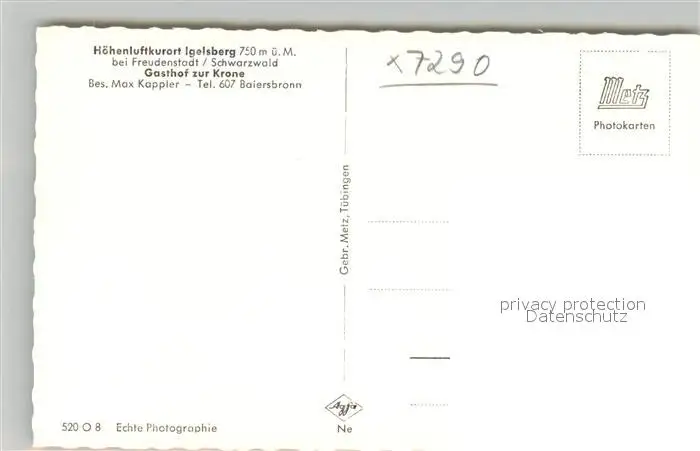 Höhenluftkurort Igelsberg 750 m ü. M.
bei Freudenstadt / Schwarzwald
Gasthof zur Krone
Bes. Max Kappler – Tel. 607 Baiersbronn
x7290
Metz
Photokarten
Gebr. Metz, Tübingen
privacy protection
Datenschutz
Agfa
Ne
520 O 8 Echte Photographie